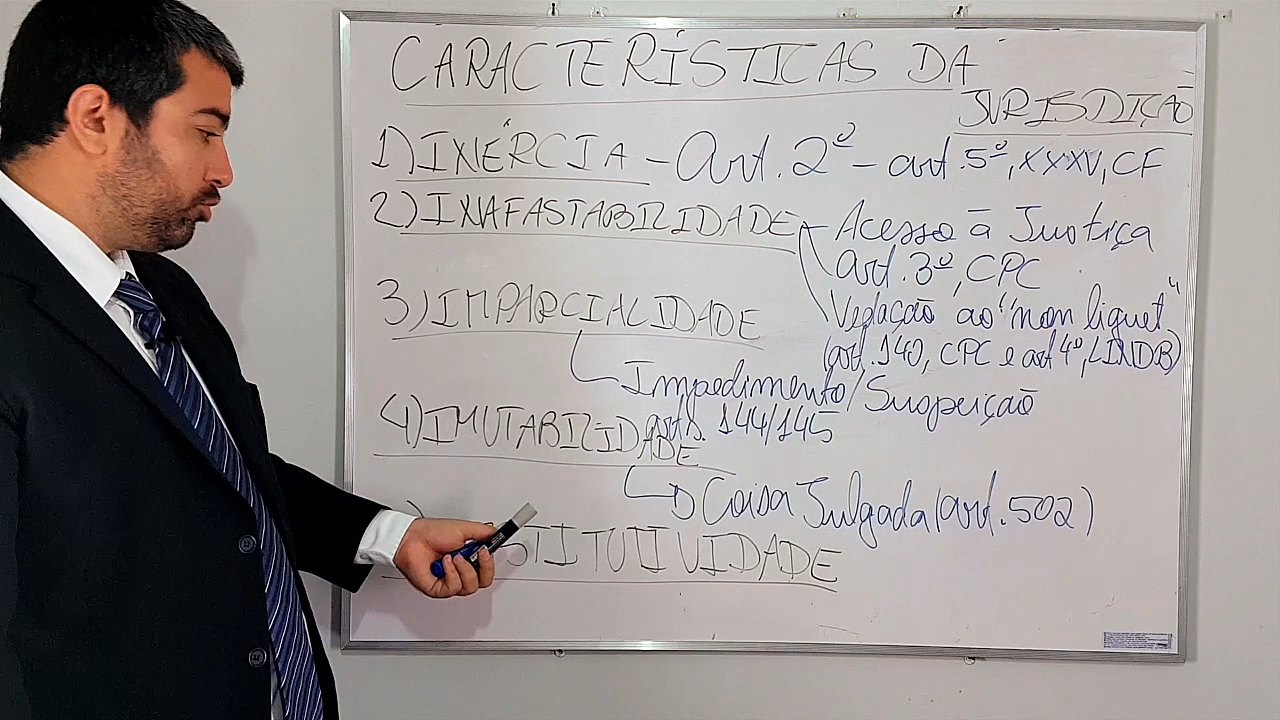 CARACTERÍSTICAS DA
JURISDIÇÃO
1) INÉRCIA – Art. 2º – art. 5º, XXXV, CF
2) INAFASTABILIDADE – Acesso à Justiça
art. 3º, CPC
Vedação ao "non liquet"
(art. 140, CPC e art 4º, LINDB)
3) IMPARCIALIDADE
Impedimento/Suspeição
arts. 144/145
4) IMUTABILIDADE
Coisa Julgada (art. 502)
STITUTIVIDADE